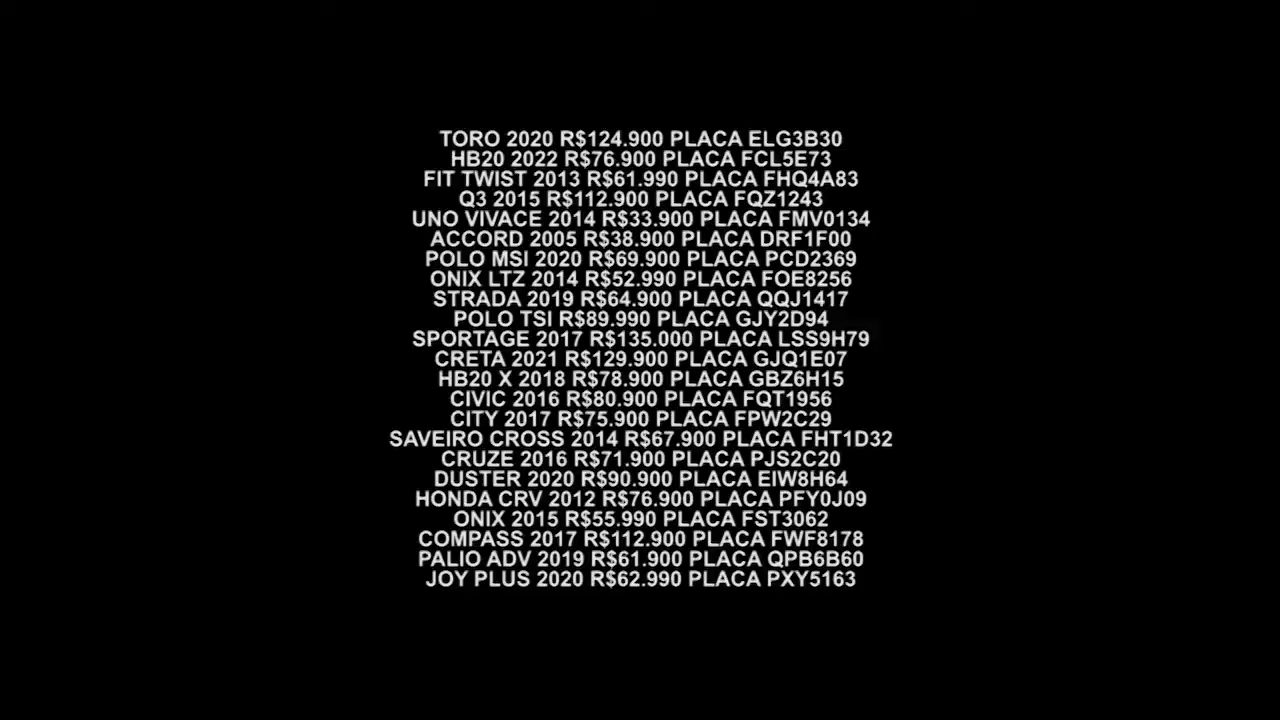 TORO 2020 R$124.900 PLACA ELG3B30
HB20 2022 R$76.900 PLACA FCL5E73
FIT TWIST 2013 R$61.990 PLACA FHQ4A83
Q3 2015 R$112.900 PLACA FQZ1243
UNO VIVACE 2014 R$33.900 PLACA FMV0134
ACCORD 2005 R$38.900 PLACA DRF1F00
POLO MSI 2020 R$69.900 PLACA PCD2369
ONIX LTZ 2014 R$52.990 PLACA FOE8256
STRADA 2019 R$64.900 PLACA QQJ1417
POLO TSI R$89.990 PLACA GJY2D94
SPORTAGE 2017 R$135.000 PLACA LSS9H79
CRETA 2021 R$129.900 PLACA GJQ1E07
HB20 X 2018 R$78.900 PLACA GBZ6H15
CIVIC 2016 R$80.900 PLACA FQT1956
CITY 2017 R$75.900 PLACA FPW2C29
SAVEIRO CROSS 2014 R$67.900 PLACA FHT1D32
CRUZE 2016 R$71.900 PLACA PJS2C20
DUSTER 2020 R$90.900 PLACA EIW8H64
HONDA CRV 2012 R$76.900 PLACA PFY0J09
ONIX 2015 R$55.990 PLACA FST3062
COMPASS 2017 R$112.900 PLACA FWF8178
PALIO ADV 2019 R$61.900 PLACA QPB6B60
JOY PLUS 2020 R$62.990 PLACA PXY5163